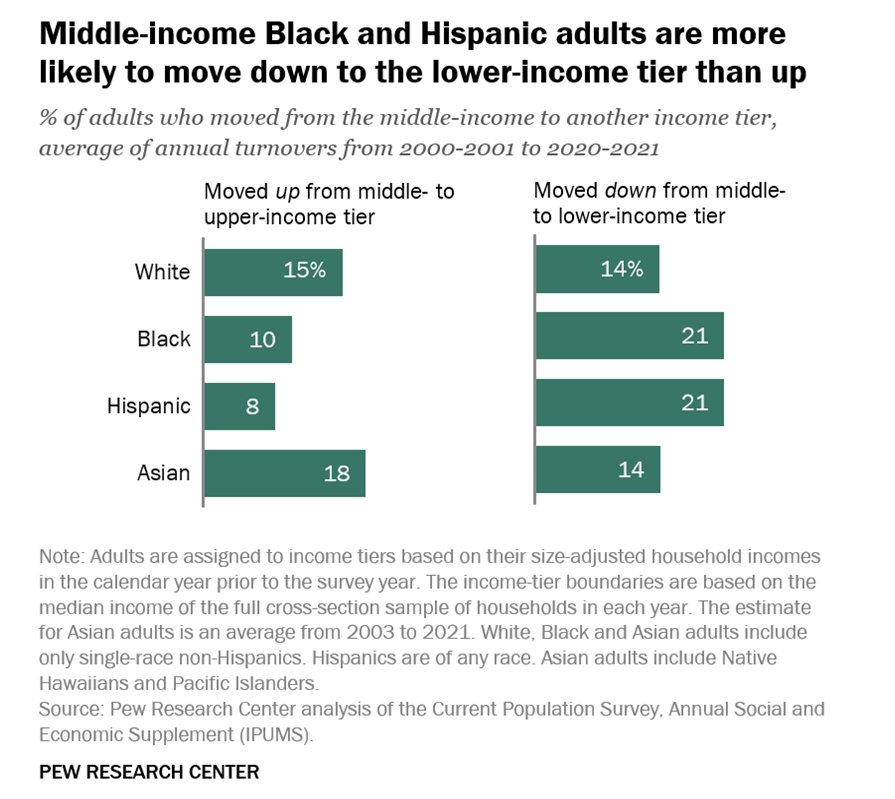 Middle-income Black and Hispanic adults are more
likely to move down to the lower-income tier than up
% of adults who moved from the middle-income to another income tier,
average of annual turnovers from 2000-2001 to 2020-2021
Moved up from middle- to
upper-income tier
Moved down from middle-
to lower-income tier
White 15% 14%
Black 10 21
Hispanic 8 21
Asian 18 14
Note: Adults are assigned to income tiers based on their size-adjusted household incomes
in the calendar year prior to the survey year. The income-tier boundaries are based on the
median income of the full cross-section sample of households in each year. The estimate
for Asian adults is an average from 2003 to 2021. White, Black and Asian adults include
only single-race non-Hispanics. Hispanics are of any race. Asian adults include Native
Hawaiians and Pacific Islanders.
Source: Pew Research Center analysis of the Current Population Survey, Annual Social and
Economic Supplement (IPUMS).
PEW RESEARCH CENTER